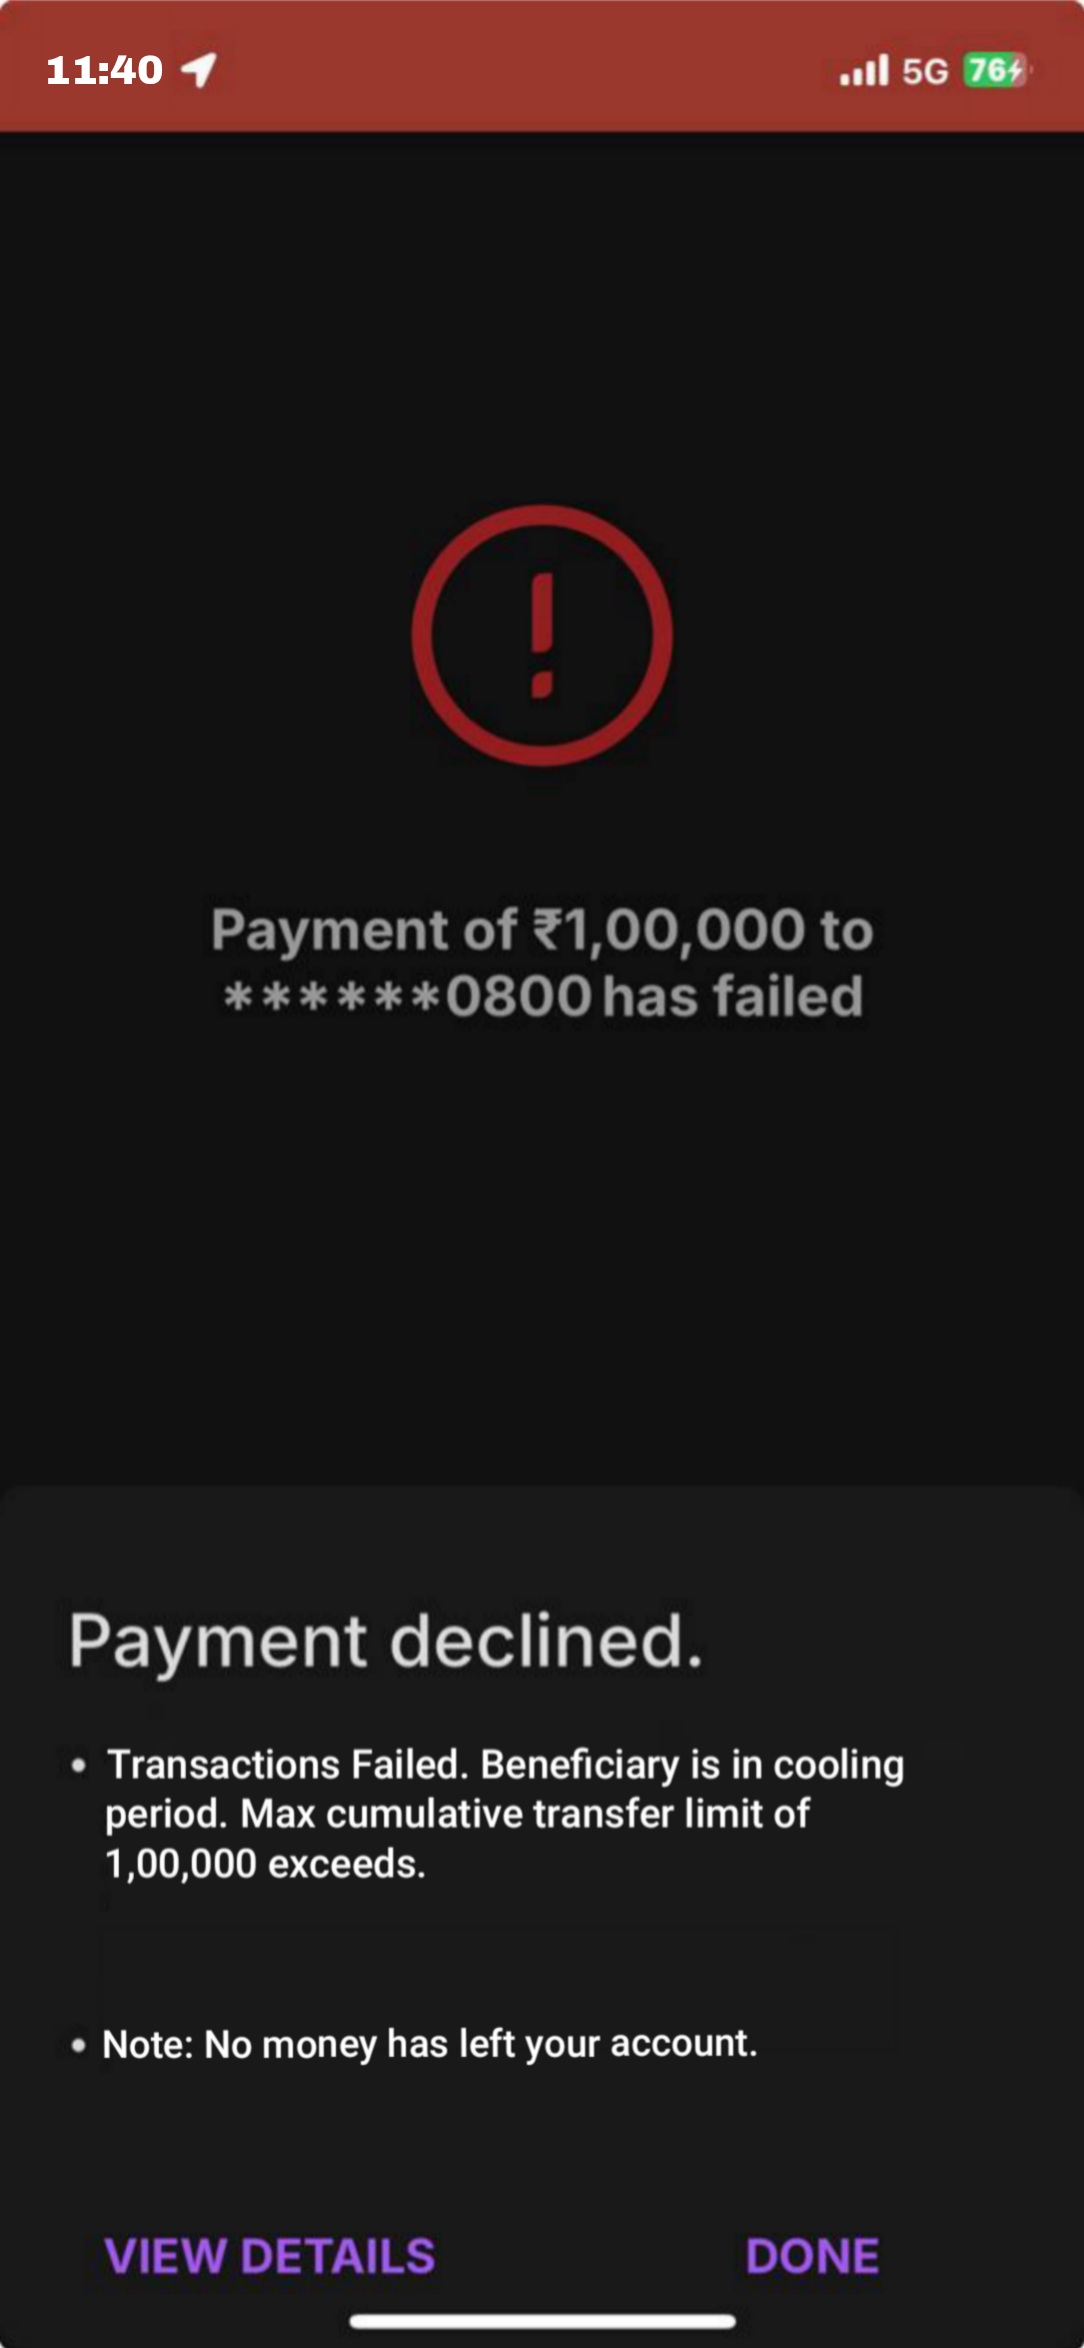 11:40
5G 76
Payment of ₹1,00,000 to
******0800 has failed
Payment declined.
• Transactions Failed. Beneficiary is in cooling
period. Max cumulative transfer limit of
1,00,000 exceeds.
• Note: No money has left your account.
VIEW DETAILS DONE